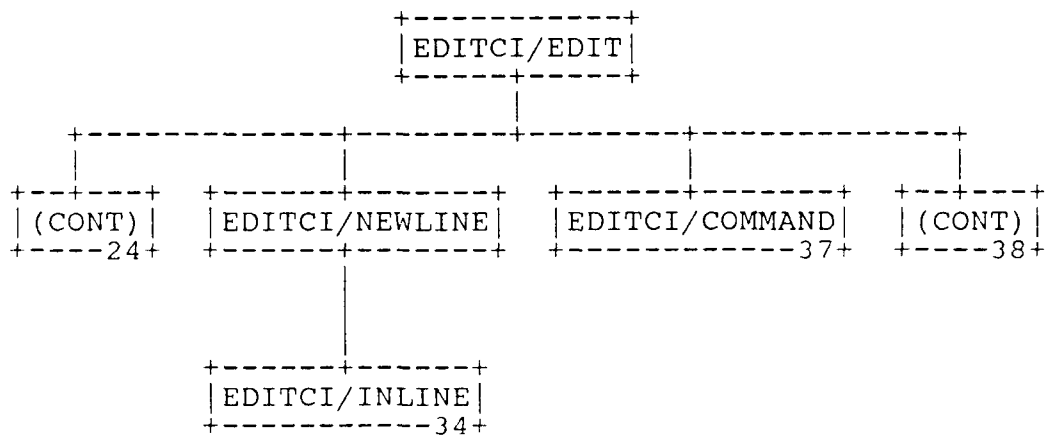 EDITCI/EDIT
(CONT) EDITCI/NEWLINE EDITCI/COMMAND (CONT)
24 37 38
EDITCI/INLINE
34